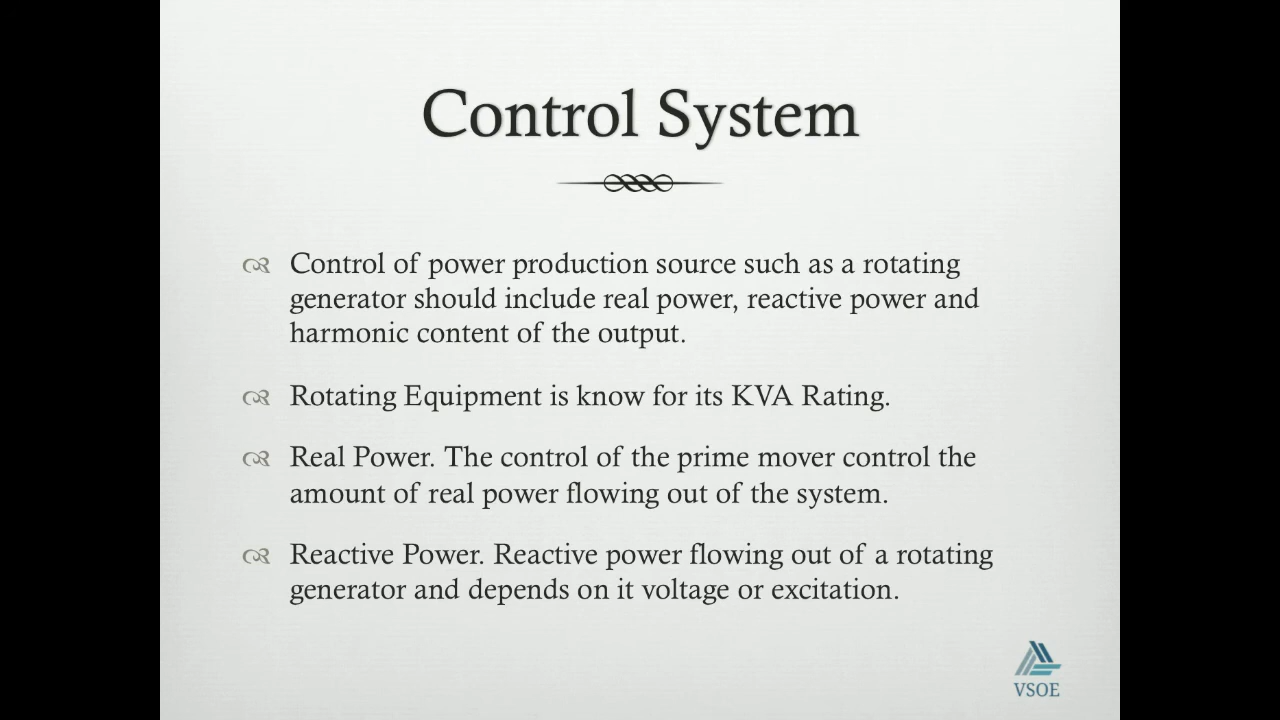 Control System
Control of power production source such as a rotating
generator should include real power, reactive power and
harmonic content of the output.
Rotating Equipment is know for its KVA Rating.
Real Power. The control of the prime mover control the
amount of real power flowing out of the system.
Reactive Power. Reactive power flowing out of a rotating
generator and depends on it voltage or excitation.
VSOE